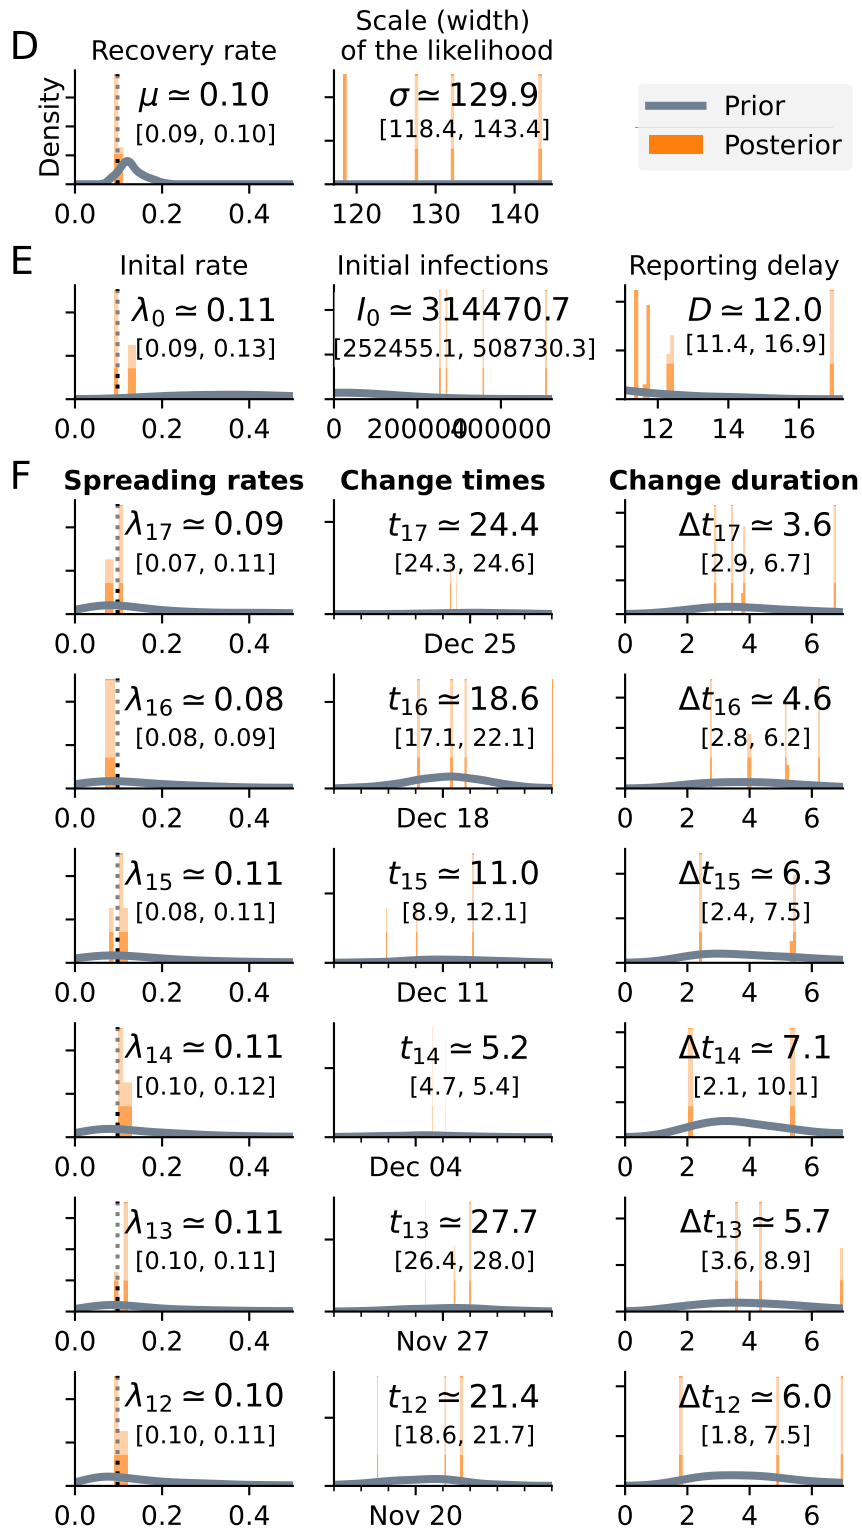 D
Recovery rate
Scale (width)
of the likelihood
Density
μ ≃ 0.10
[0.09, 0.10]
σ ≃ 129.9
[118.4, 143.4]
Prior
Posterior
0.0 0.2 0.4
120 130 140
E
Inital rate
Initial infections
Reporting delay
λ0 ≃ 0.11
[0.09, 0.13]
I0 ≃ 314470.7
[252455.1, 508730.3]
D ≃ 12.0
[11.4, 16.9]
0.0 0.2 0.4
0 200000 400000
12 14 16
F
Spreading rates
Change times
Change duration
λ17 ≃ 0.09
[0.07, 0.11]
t17 ≃ 24.4
[24.3, 24.6]
Δt17 ≃ 3.6
[2.9, 6.7]
0.0 0.2 0.4
Dec 25
0 2 4 6
λ16 ≃ 0.08
[0.08, 0.09]
t16 ≃ 18.6
[17.1, 22.1]
Δt16 ≃ 4.6
[2.8, 6.2]
0.0 0.2 0.4
Dec 18
0 2 4 6
λ15 ≃ 0.11
[0.08, 0.11]
t15 ≃ 11.0
[8.9, 12.1]
Δt15 ≃ 6.3
[2.4, 7.5]
0.0 0.2 0.4
Dec 11
0 2 4 6
λ14 ≃ 0.11
[0.10, 0.12]
t14 ≃ 5.2
[4.7, 5.4]
Δt14 ≃ 7.1
[2.1, 10.1]
0.0 0.2 0.4
Dec 04
0 2 4 6
λ13 ≃ 0.11
[0.10, 0.11]
t13 ≃ 27.7
[26.4, 28.0]
Δt13 ≃ 5.7
[3.6, 8.9]
0.0 0.2 0.4
Nov 27
0 2 4 6
λ12 ≃ 0.10
[0.10, 0.11]
t12 ≃ 21.4
[18.6, 21.7]
Δt12 ≃ 6.0
[1.8, 7.5]
0.0 0.2 0.4
Nov 20
0 2 4 6